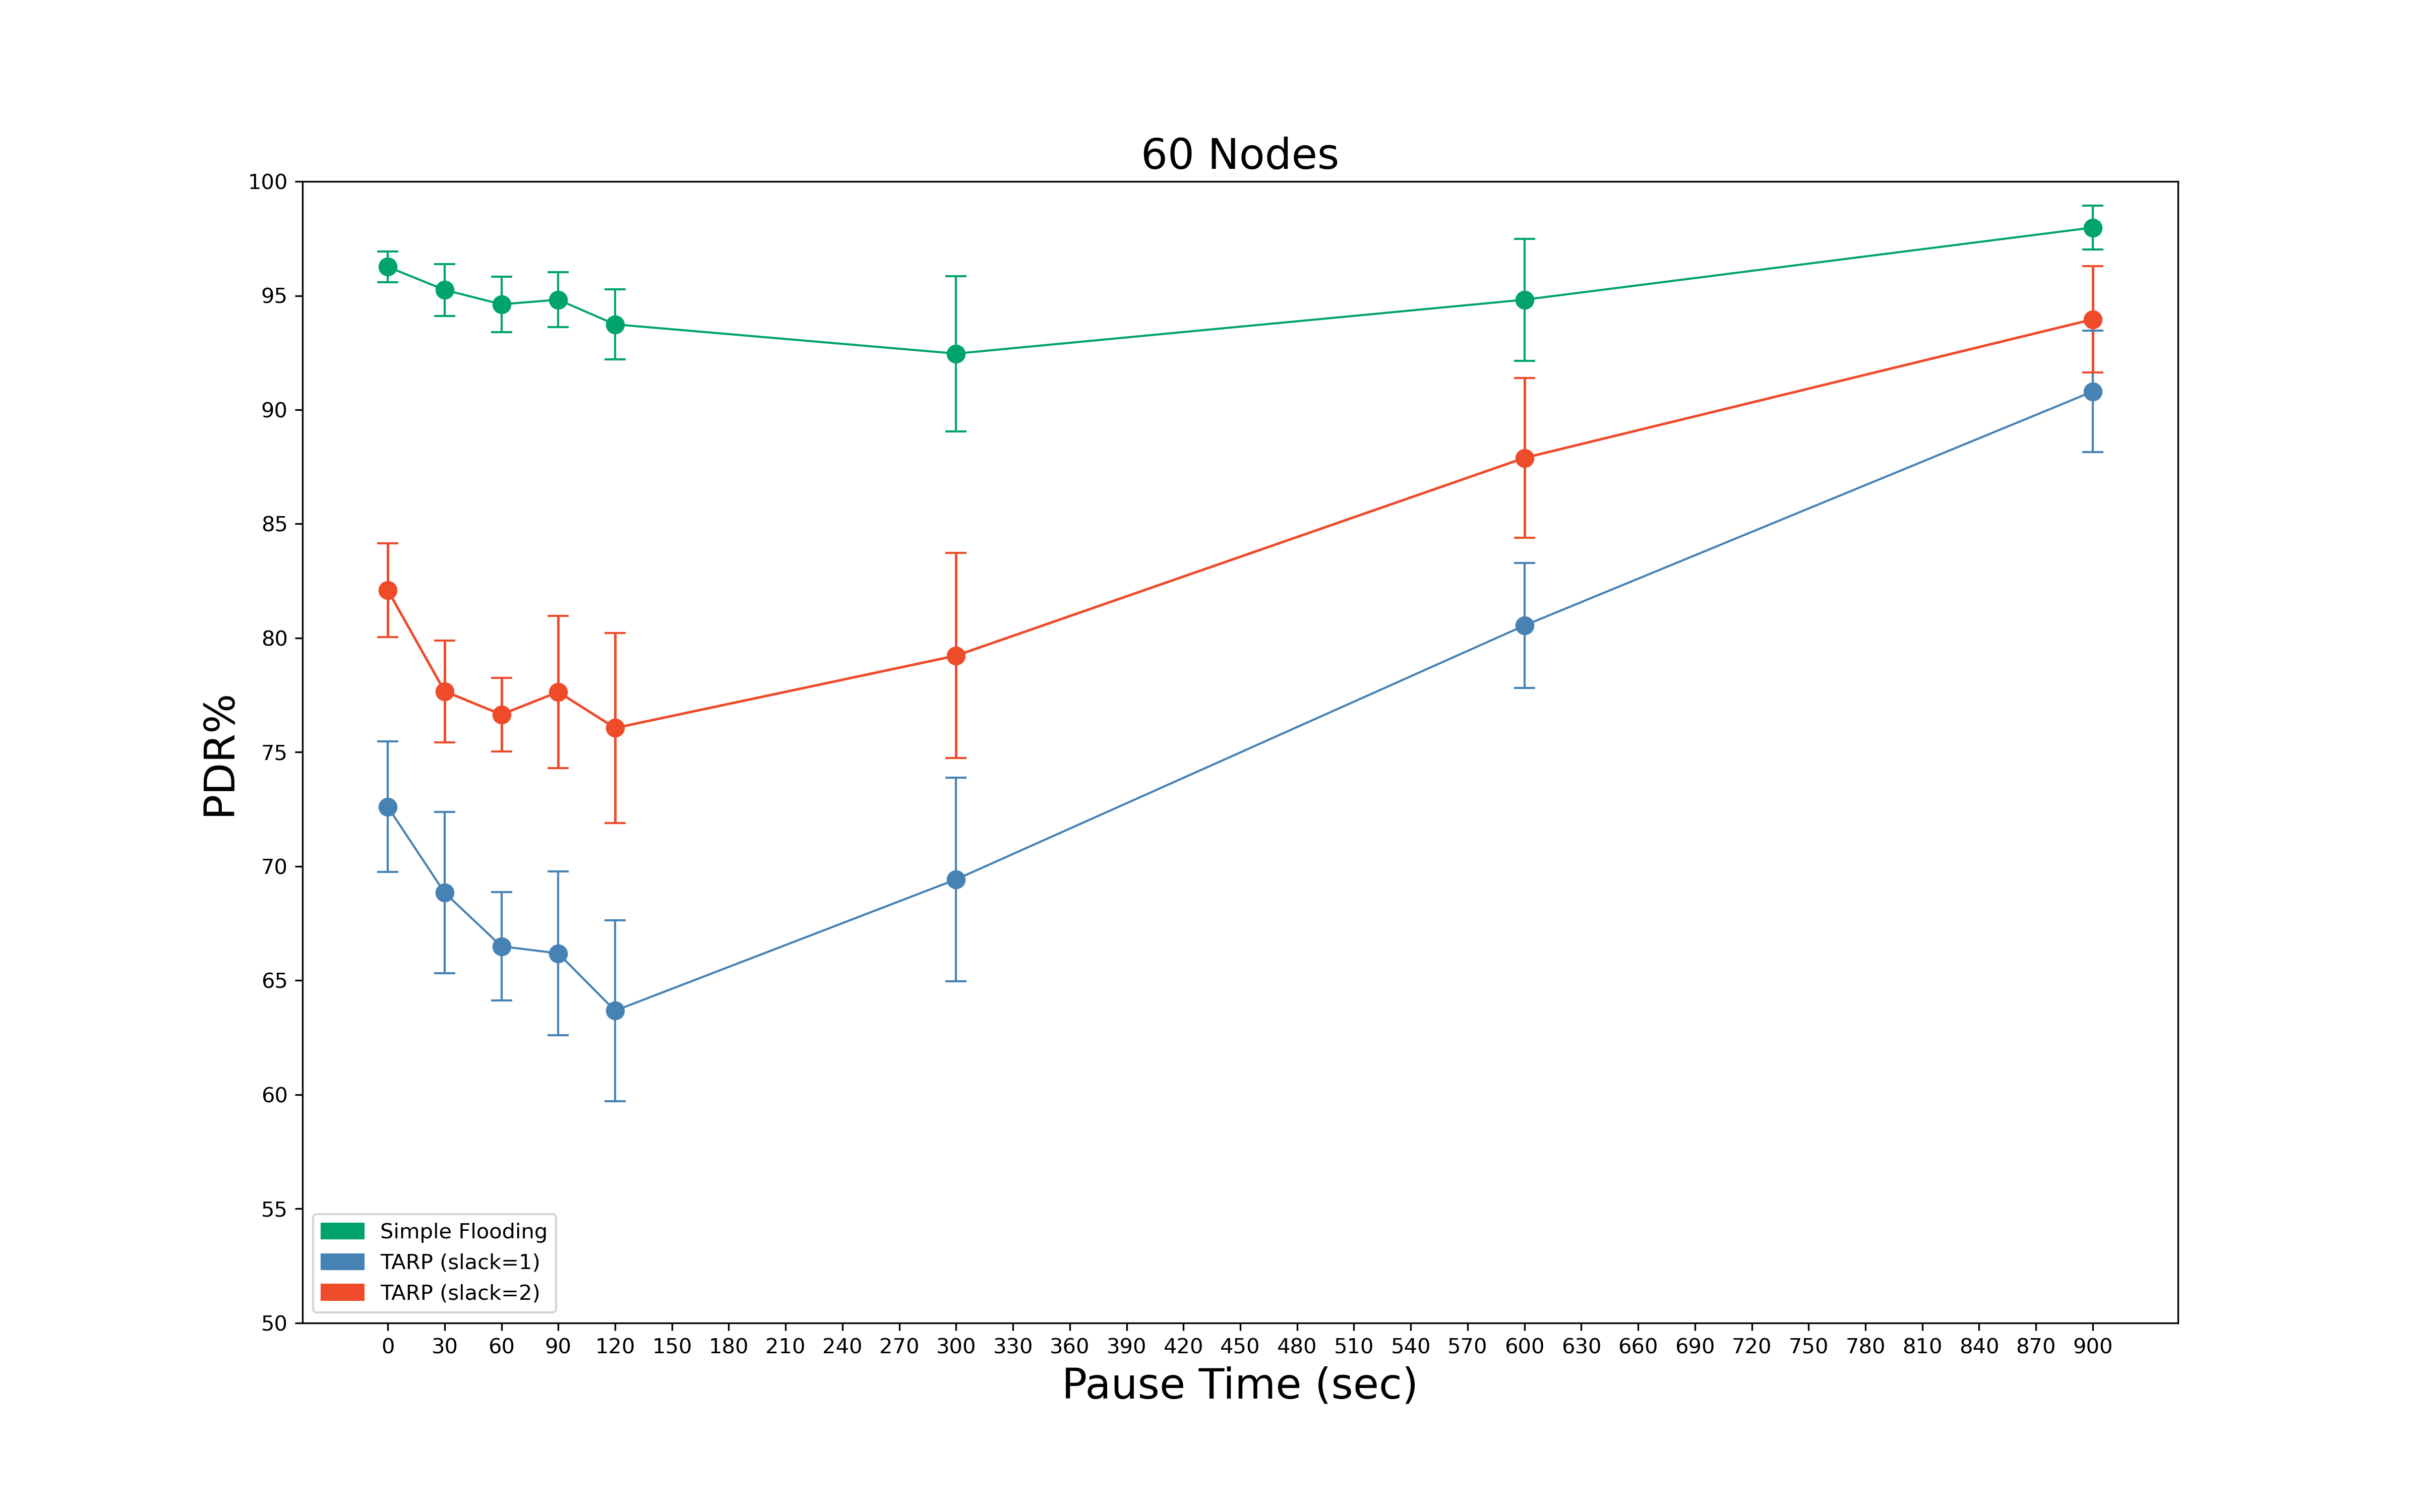 60 Nodes
100
95
90
85
80
75
70
65
60
55
50
PDR%
Simple Flooding
TARP (slack=1)
TARP (slack=2)
0 30 60 90 120 150 180 210 240 270 300 330 360 390 420 450 480 510 540 570 600 630 660 690 720 750 780 810 840 870 900
Pause Time (sec)